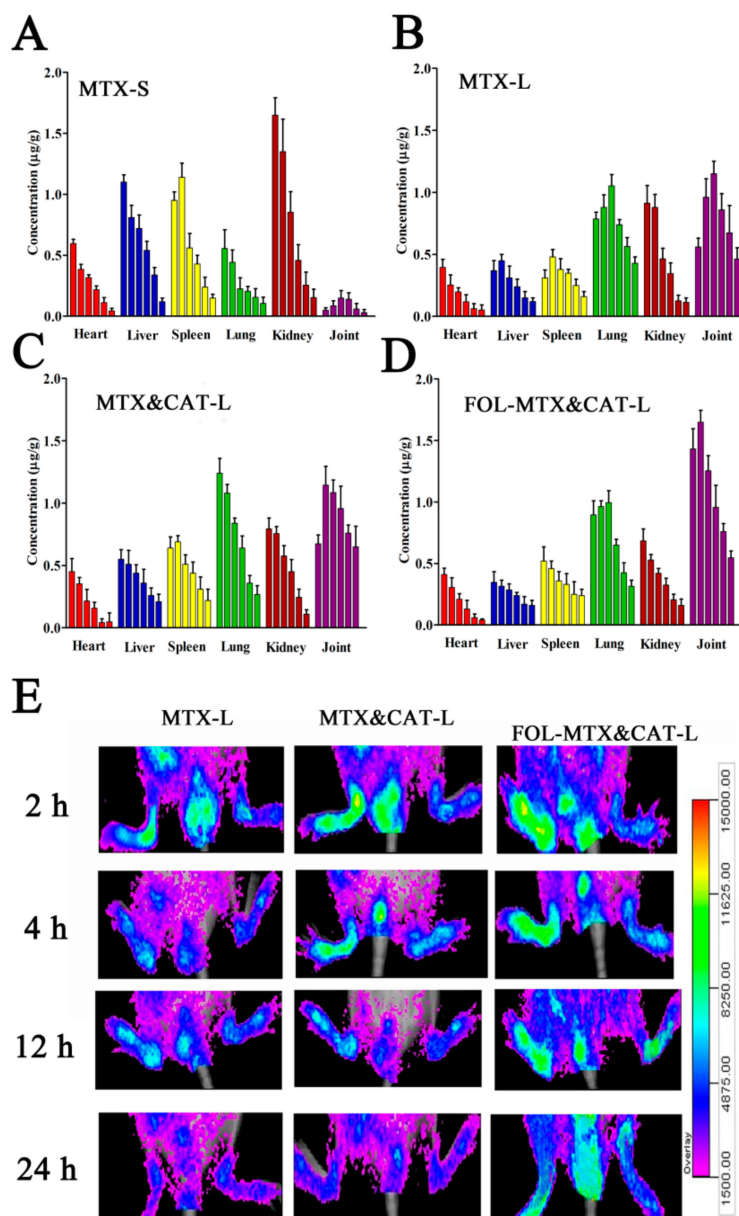 A
B
MTX-S
MTX-L
Concentration (μg/g)
2.0
1.5
1.0
0.5
0.0
Heart Liver Spleen Lung Kidney Joint
Concentration (μg/g)
2.0
1.5
1.0
0.5
0.0
Heart Liver Spleen Lung Kidney Joint
C
D
MTX&CAT-L
FOL-MTX&CAT-L
Concentration (μg/g)
2.0
1.5
1.0
0.5
0.0
Heart Liver Spleen Lung Kidney Joint
Concentration (μg/g)
2.0
1.5
1.0
0.5
0.0
Heart Liver Spleen Lung Kidney Joint
E
MTX-L MTX&CAT-L FOL-MTX&CAT-L
2 h
4 h
12 h
24 h
15000.00
11625.00
8250.00
4875.00
1500.00
Overlay